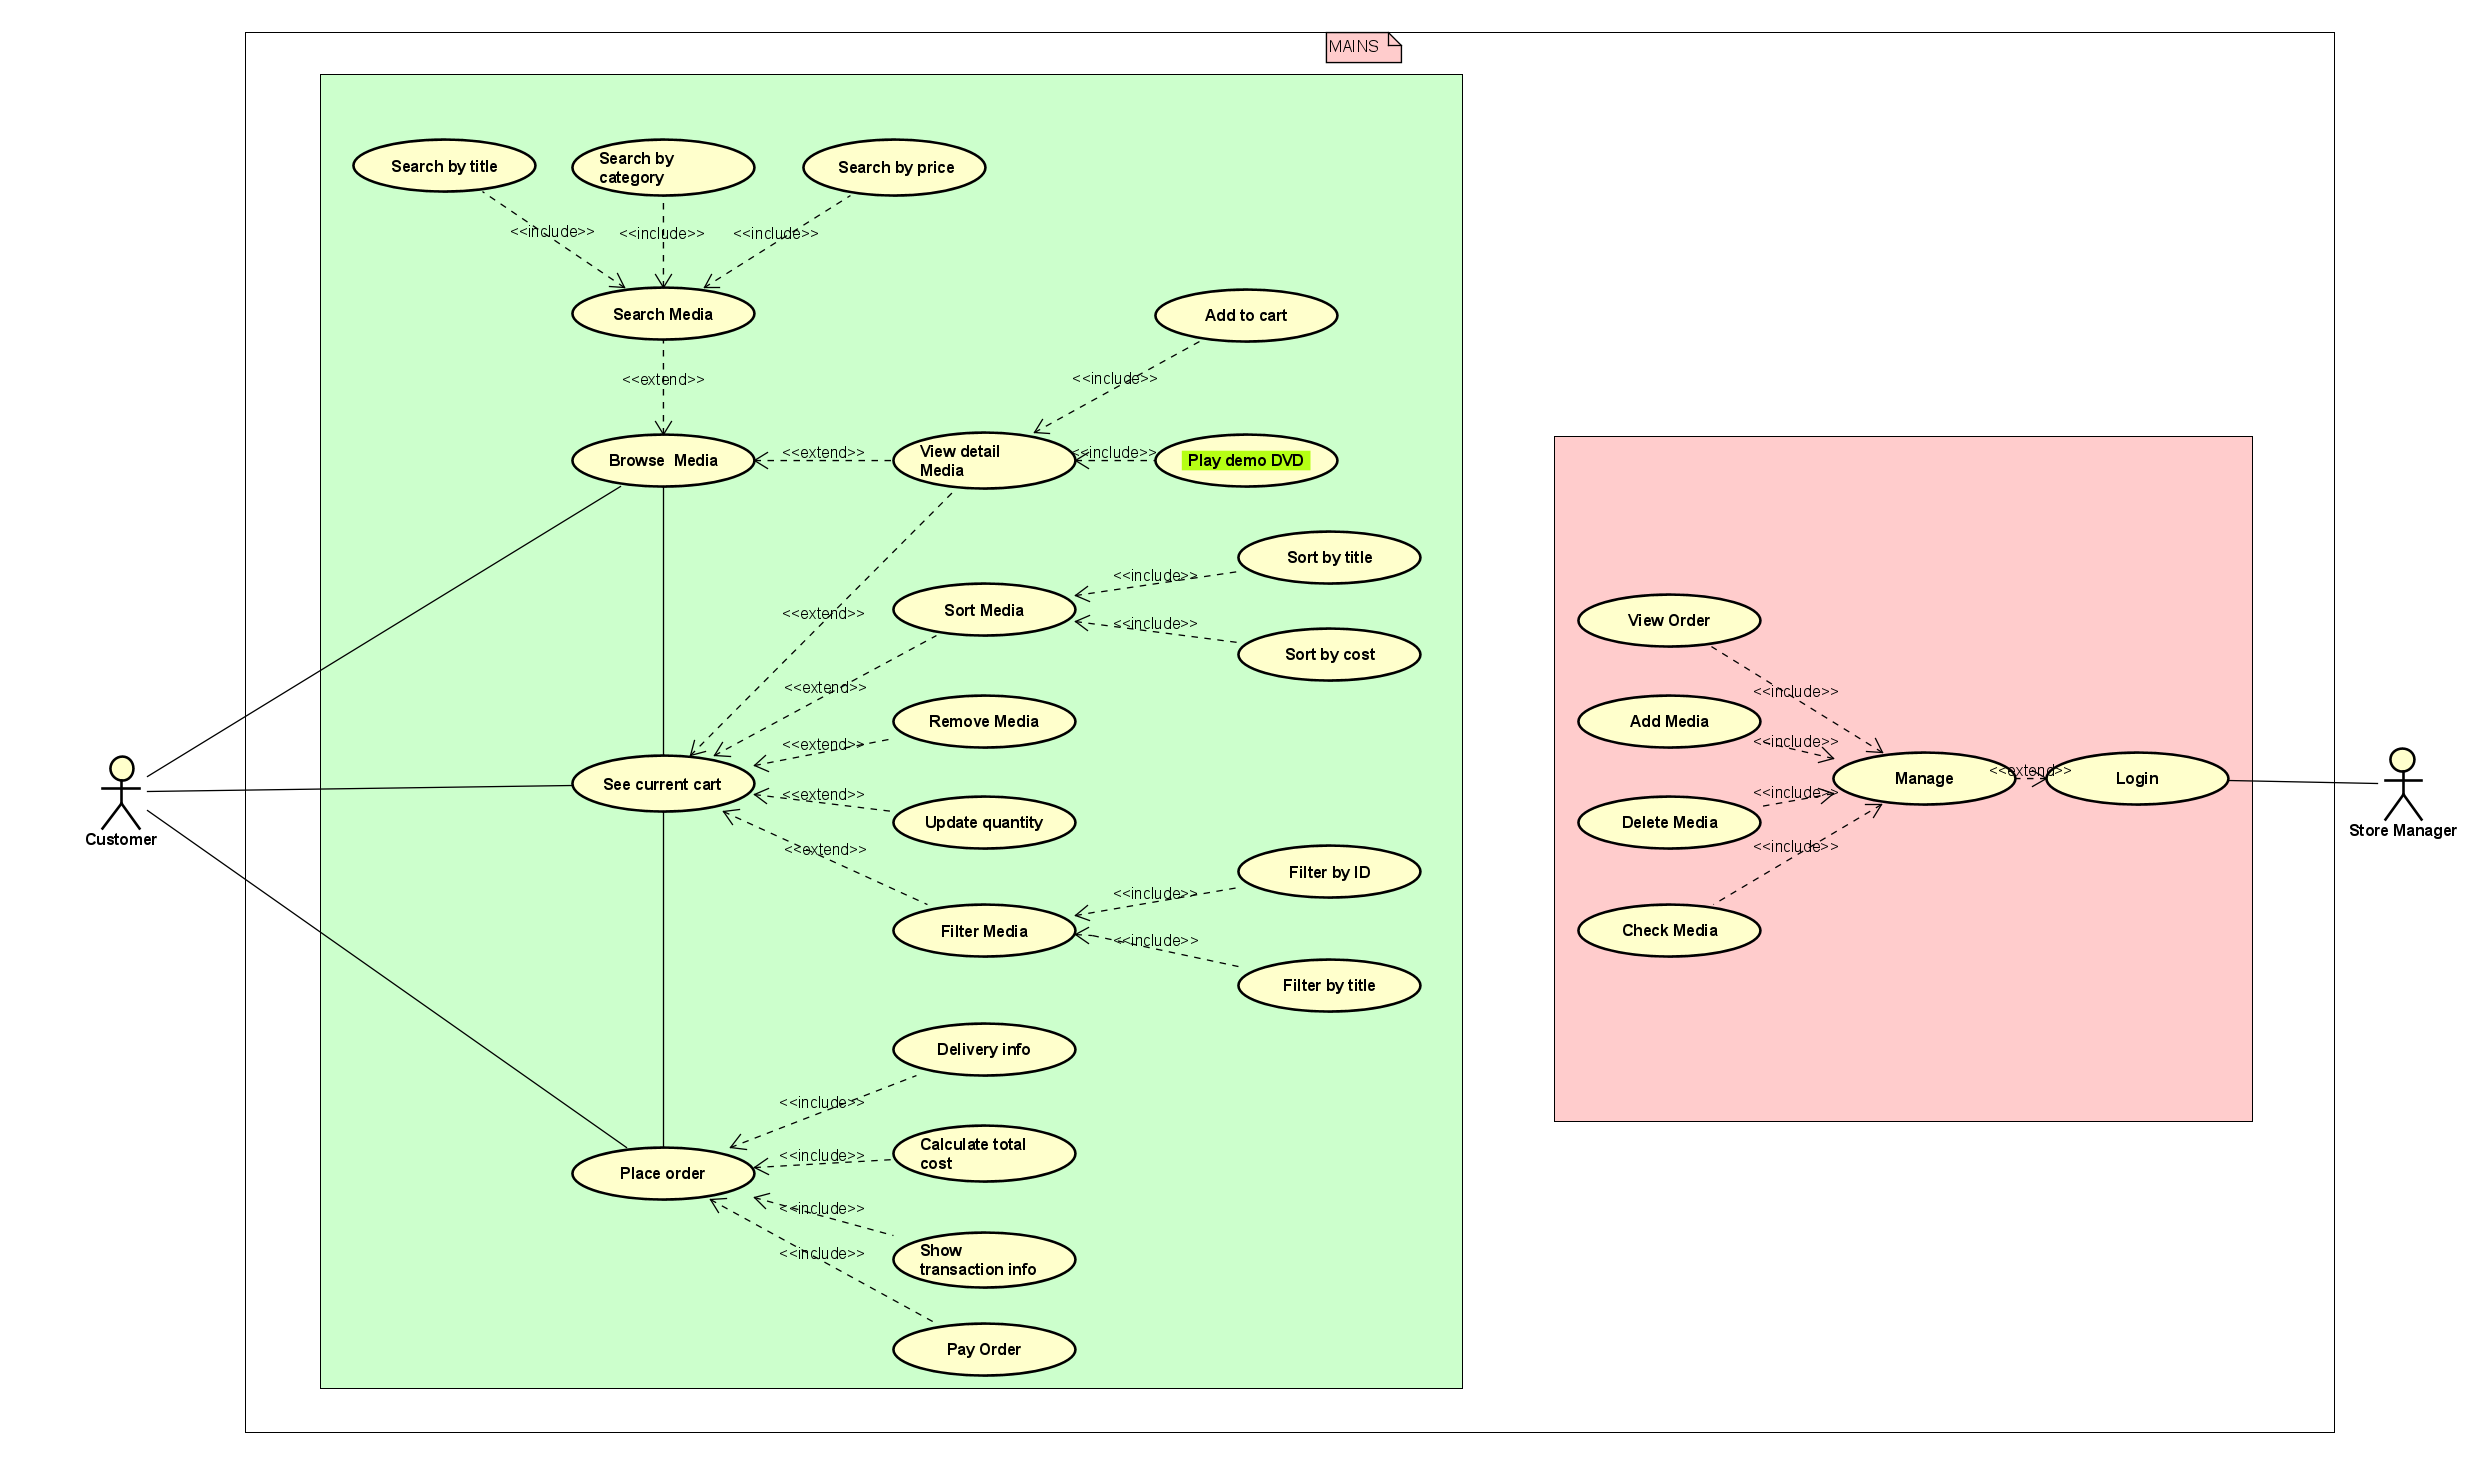 MAINS
Search by title
Search by
category
Search by price
<<include>>
<<include>>
<<include>>
Search Media
Add to cart
<<extend>>
<<include>>
Browse  Media
<<extend>>
View detail
Media
<<include>>
Play demo DVD
Sort by title
<<include>>
Sort Media
<<extend>>
<<include>>
Sort by cost
<<extend>>
Remove Media
<<extend>>
See current cart
<<extend>>
Update quantity
<<extend>>
Filter by ID
<<include>>
Filter Media
<<include>>
Filter by title
Delivery info
<<include>>
Calculate total
cost
<<include>>
Place order
<<include>>
Show
transaction info
<<include>>
Pay Order
Customer
View Order
<<include>>
Add Media
<<include>>
Manage
<<extend>>
Login
<<include>>
Delete Media
<<include>>
Check Media
Store Manager